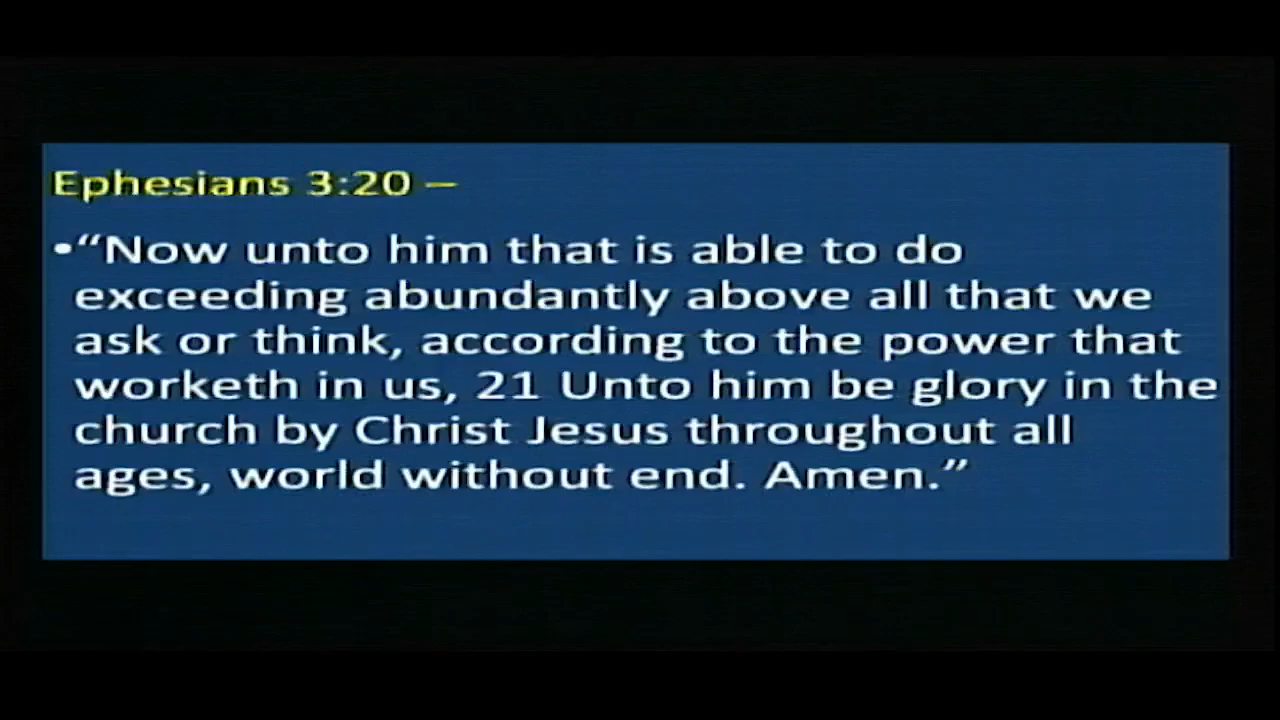 Ephesians 3:20 –
•“Now unto him that is able to do
exceeding abundantly above all that we
ask or think, according to the power that
worketh in us, 21 Unto him be glory in the
church by Christ Jesus throughout all
ages, world without end. Amen.”